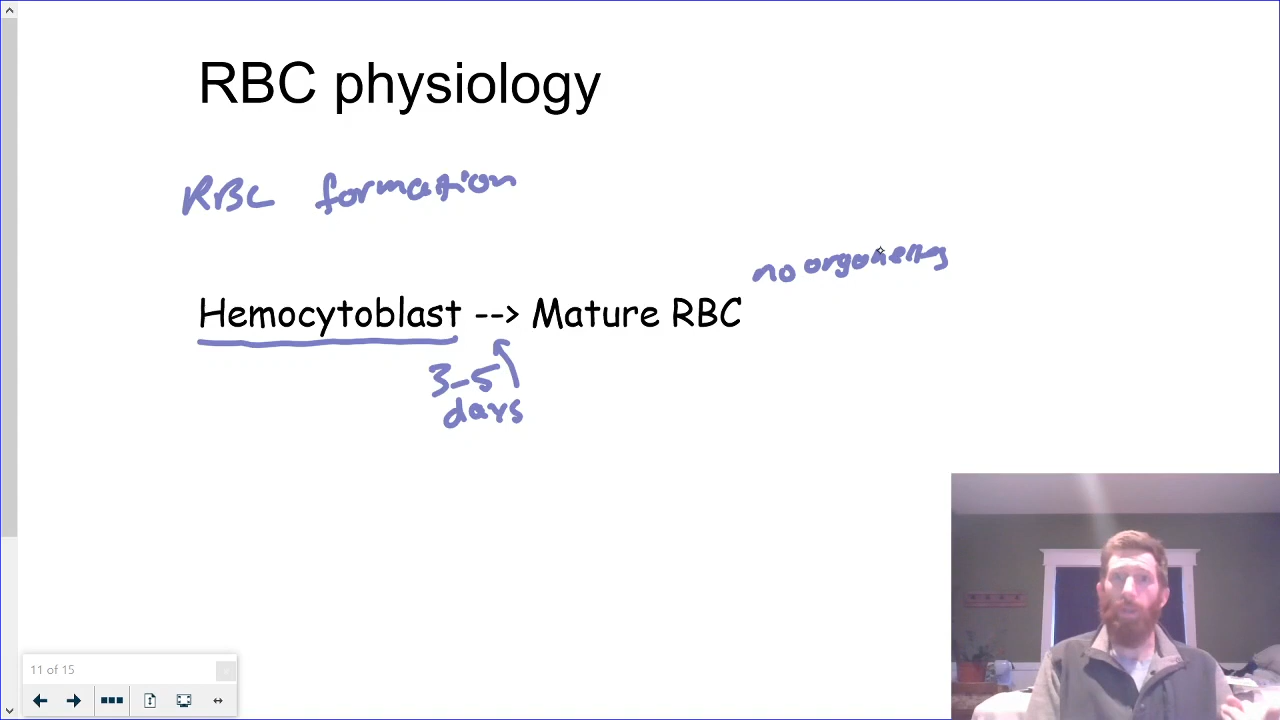 RBC physiology
RBC formation
no organelles
Hemocytoblast --> Mature RBC
3-5
days
11 of 15